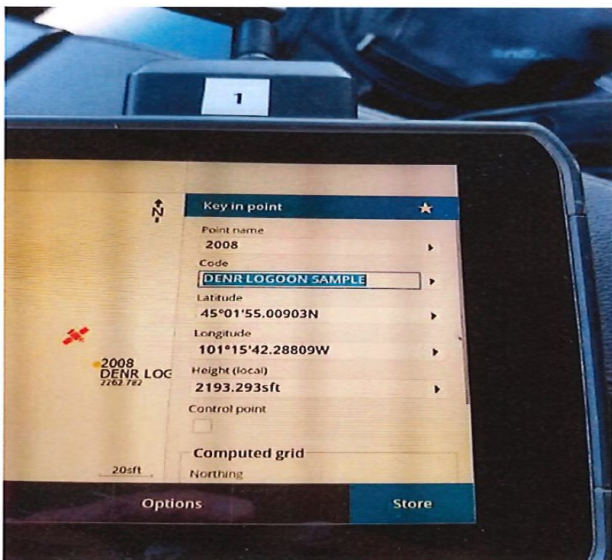 1
Key in point
N
Point name
2008
Code
DENR LOGOON SAMPLE
Latitude
45°01'55.00903N
Longitude
101°15'42.28809W
2008
DENR LOG
2262.782
Height (local)
2193.293sft
Control point
Computed grid
20sft
Northing
Options
Store